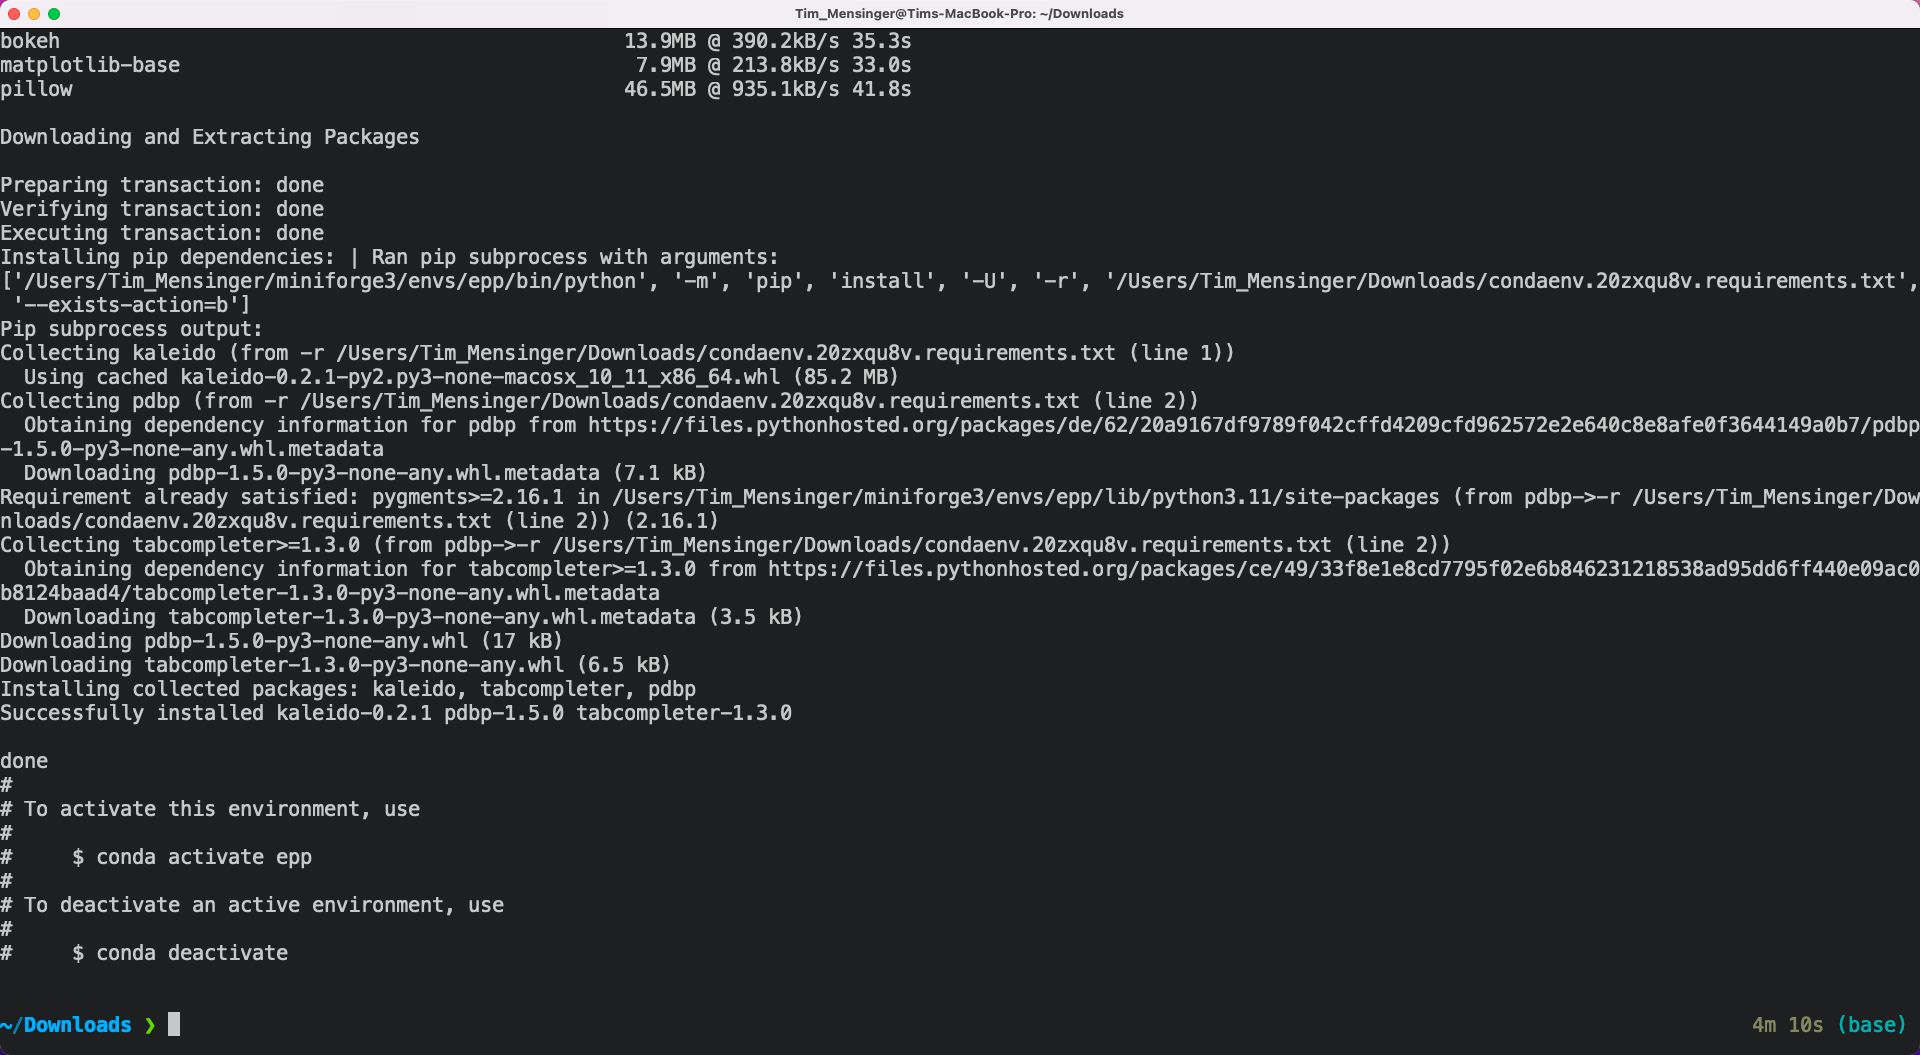 Tim_Mensinger@Tims-MacBook-Pro: ~/Downloads
bokeh 13.9MB @ 390.2kB/s 35.3s
matplotlib-base 7.9MB @ 213.8kB/s 33.0s
pillow 46.5MB @ 935.1kB/s 41.8s
Downloading and Extracting Packages
Preparing transaction: done
Verifying transaction: done
Executing transaction: done
Installing pip dependencies: | Ran pip subprocess with arguments:
['/Users/Tim_Mensinger/miniforge3/envs/epp/bin/python', '-m', 'pip', 'install', '-U', '-r', '/Users/Tim_Mensinger/Downloads/condaenv.20zxqu8v.requirements.txt',
'--exists-action=b']
Pip subprocess output:
Collecting kaleido (from -r /Users/Tim_Mensinger/Downloads/condaenv.20zxqu8v.requirements.txt (line 1))
Using cached kaleido-0.2.1-py2.py3-none-macosx_10_11_x86_64.whl (85.2 MB)
Collecting pdbp (from -r /Users/Tim_Mensinger/Downloads/condaenv.20zxqu8v.requirements.txt (line 2))
Obtaining dependency information for pdbp from https://files.pythonhosted.org/packages/de/62/20a9167df9789f042cffd4209cfd962572e2e640c8e8afe0f3644149a0b7/pdbp
-1.5.0-py3-none-any.whl.metadata
Downloading pdbp-1.5.0-py3-none-any.whl.metadata (7.1 kB)
Requirement already satisfied: pygments>=2.16.1 in /Users/Tim_Mensinger/miniforge3/envs/epp/lib/python3.11/site-packages (from pdbp->-r /Users/Tim_Mensinger/Dow
nloads/condaenv.20zxqu8v.requirements.txt (line 2)) (2.16.1)
Collecting tabcompleter>=1.3.0 (from pdbp->-r /Users/Tim_Mensinger/Downloads/condaenv.20zxqu8v.requirements.txt (line 2))
Obtaining dependency information for tabcompleter>=1.3.0 from https://files.pythonhosted.org/packages/ce/49/33f8e1e8cd7795f02e6b846231218538ad95dd6ff440e09ac0
b8124baad4/tabcompleter-1.3.0-py3-none-any.whl.metadata
Downloading tabcompleter-1.3.0-py3-none-any.whl.metadata (3.5 kB)
Downloading pdbp-1.5.0-py3-none-any.whl (17 kB)
Downloading tabcompleter-1.3.0-py3-none-any.whl (6.5 kB)
Installing collected packages: kaleido, tabcompleter, pdbp
Successfully installed kaleido-0.2.1 pdbp-1.5.0 tabcompleter-1.3.0
done
#
# To activate this environment, use
#
# $ conda activate epp
#
# To deactivate an active environment, use
#
# $ conda deactivate
~/Downloads ❯ 4m 10s (base)